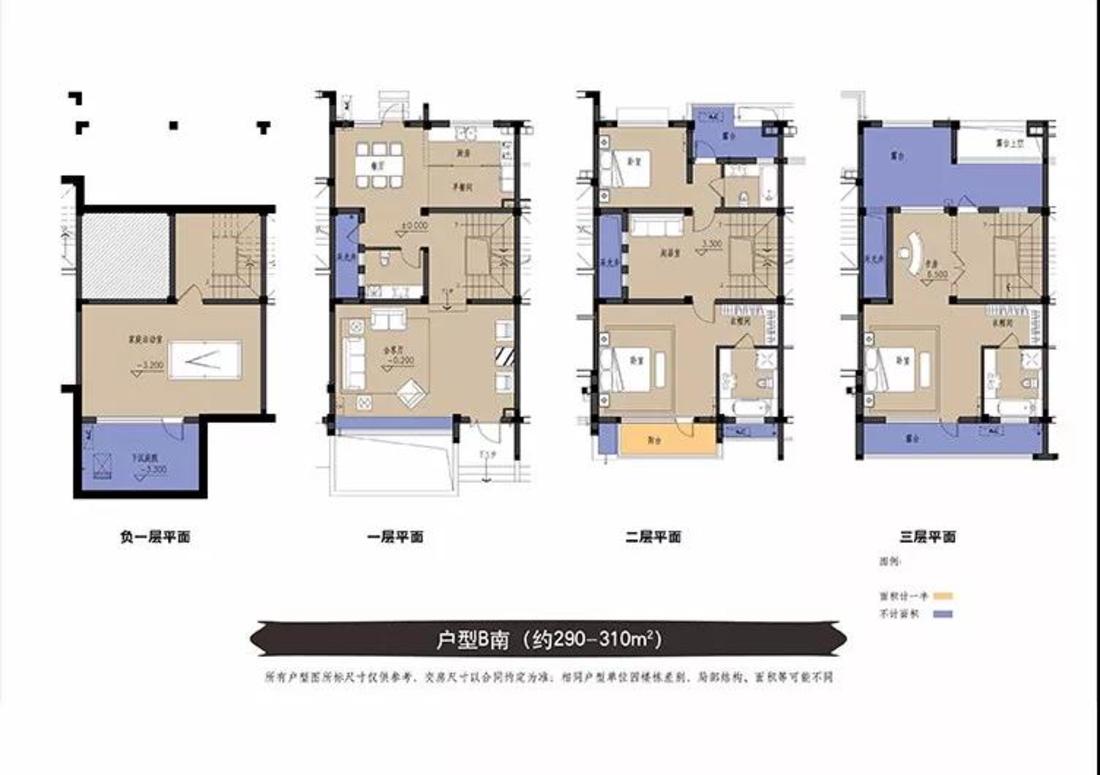 家庭活动室
-3.200
下沉庭院
-3.300
负一层平面
餐厅
厨房
早餐间
±0.000
采光井
会客厅
-0.200
一层平面
卧室
露台
采光井
起居室
3.300
衣帽间
卧室
阳台
二层平面
露台
露台上空
采光井
书房
6.500
衣帽间
卧室
露台
三层平面
图例:
面积计一半
不计面积
户型B南（约290-310m²）
所有户型图所标尺寸仅供参考，交房尺寸以合同约定为准；相同户型单位因楼栋差别，局部结构、面积等可能不同